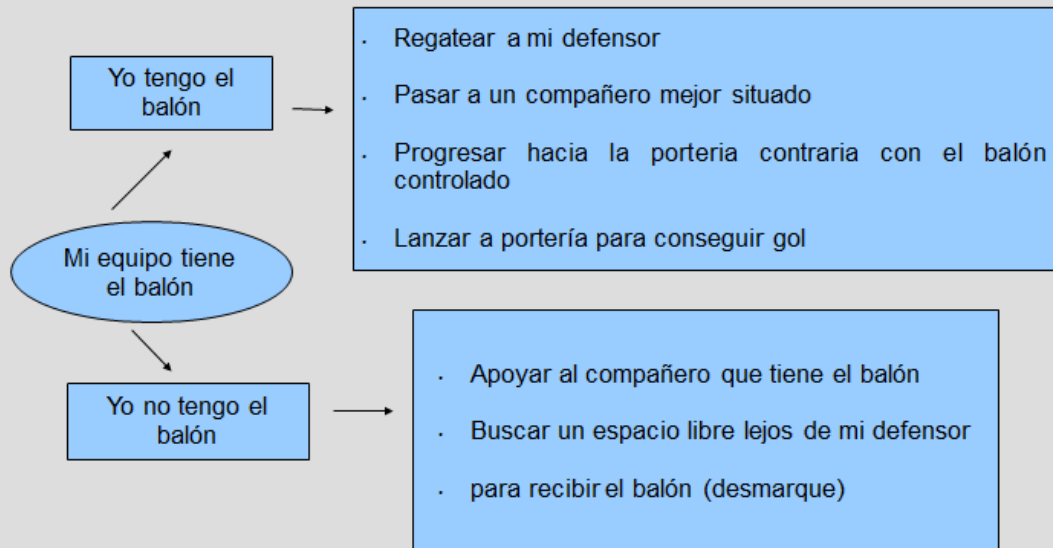 Yo tengo el
balón
· Regatear a mi defensor
· Pasar a un compañero mejor situado
· Progresar hacia la porteria contraria con el balón
controlado
· Lanzar a portería para conseguir gol
Mi equipo tiene
el balón
Yo no tengo el
balón
· Apoyar al compañero que tiene el balón
· Buscar un espacio libre lejos de mi defensor
· para recibir el balón (desmarque)